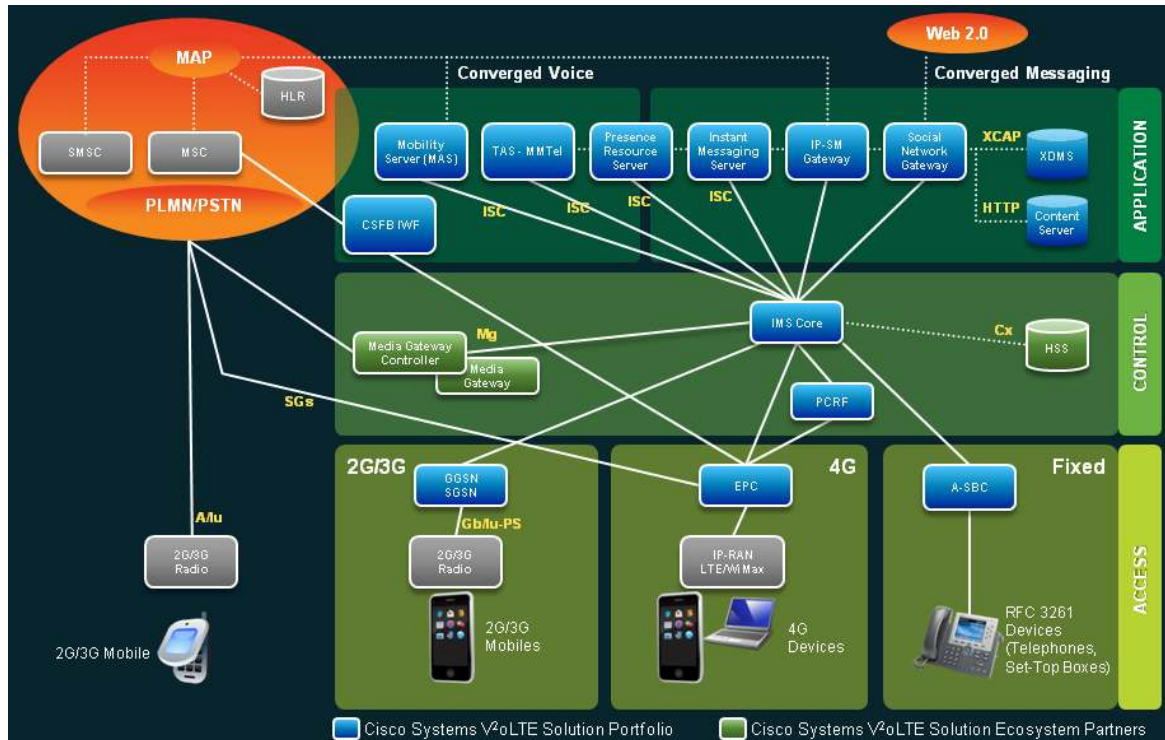 MAP
HLR
SMSC
MSC
PLMN/PSTN
Web 2.0
Converged Voice
Converged Messaging
Mobility
Server (MAS)
TAS - MMTel
Presence
Resource
Server
Instant
Messaging
Server
IP-SM
Gateway
Social
Network
Gateway
XCAP
XDMS
HTTP
Content
Server
ISC
ISC
ISC
ISC
CSFB IWF
APPLICATION
IMS Core
Mg
Cx
HSS
Media Gateway
Controller
Media
Gateway
PCRF
CONTROL
SGs
2G/3G
GGSN
SGSN
Gb/Iu-PS
2G/3G
Radio
2G/3G
Mobiles
4G
EPC
IP-RAN
LTE/WiMax
4G
Devices
Fixed
A-SBC
RFC 3261
Devices
(Telephones,
Set-Top Boxes)
ACCESS
A/Iu
2G/3G
Radio
2G/3G Mobile
Cisco Systems V²oLTE Solution Portfolio
Cisco Systems V²oLTE Solution Ecosystem Partners